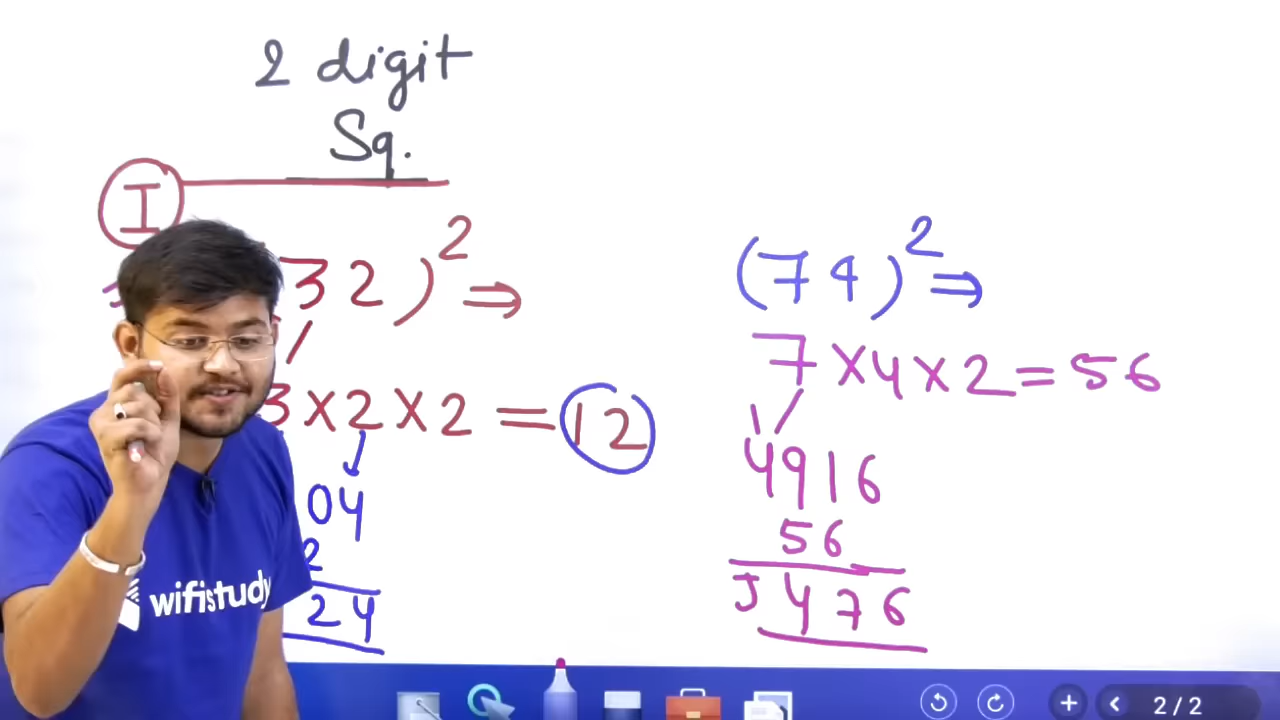 2 digit
Sq.
I
32)² ⇒
3 × 2 × 2 = 12
04
2
24
(74)² ⇒
7 × 4 × 2 = 56
4916
56
5476
wifistudy
2 / 2